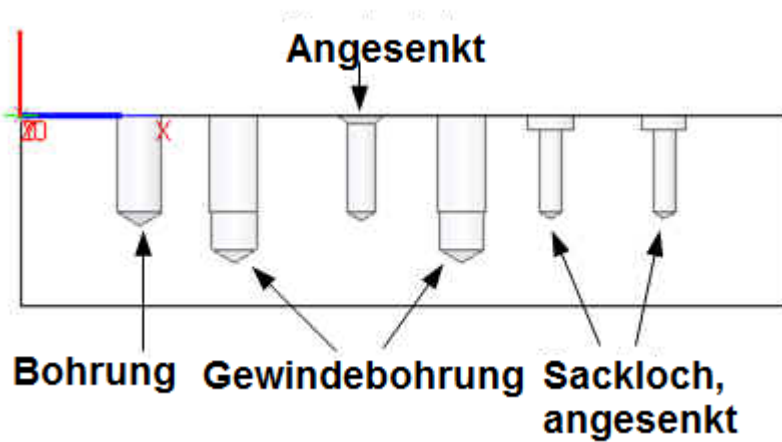 Angesenkt
X
Bohrung
Gewindebohrung
Sackloch,
angesenkt